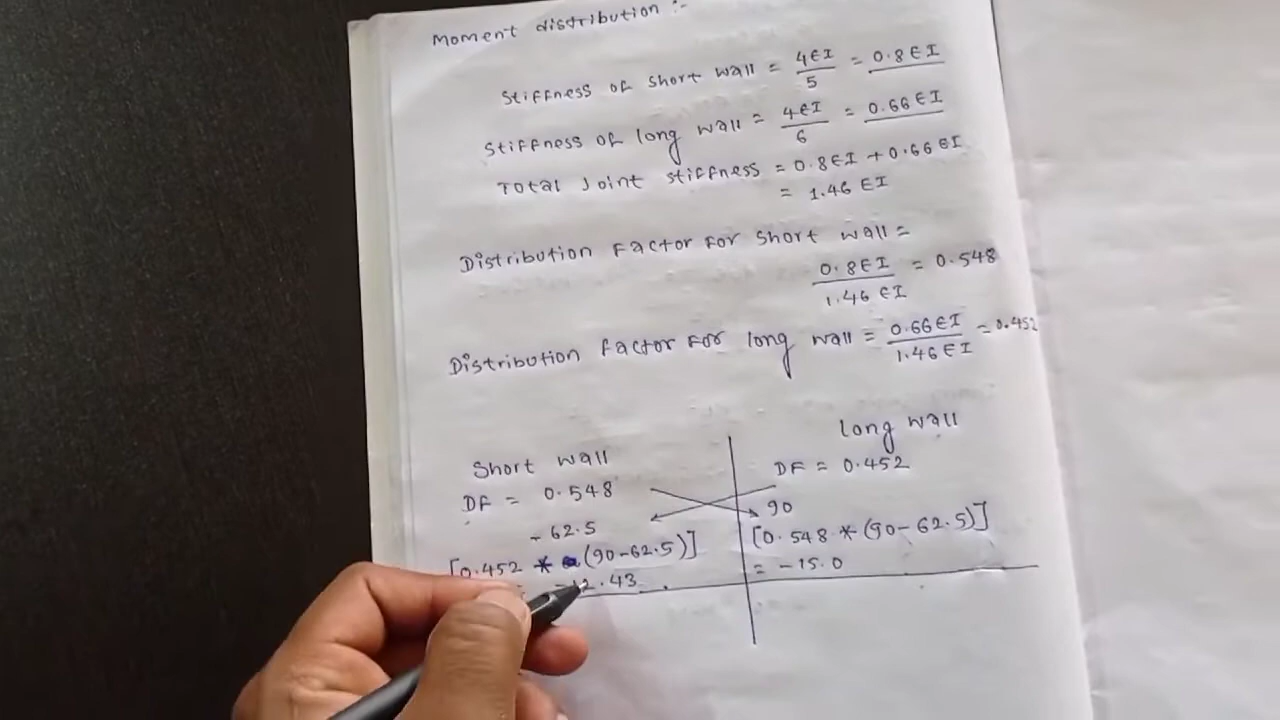 Moment distribution :-
Stiffness of short wall = 4EI/5 = 0.8EI
Stiffness of long wall = 4EI/6 = 0.66EI
Total Joint stiffness = 0.8EI + 0.66EI
= 1.46 EI
Distribution Factor For short wall =
0.8EI/1.46 EI = 0.548
Distribution factor For long wall = 0.66EI/1.46EI = 0.452
Short wall
DF = 0.548
- 62.5
[0.452 * (90-62.5)]
12.43
long wall
DF = 0.452
90
[0.548 * (90-62.5)]
= -15.0